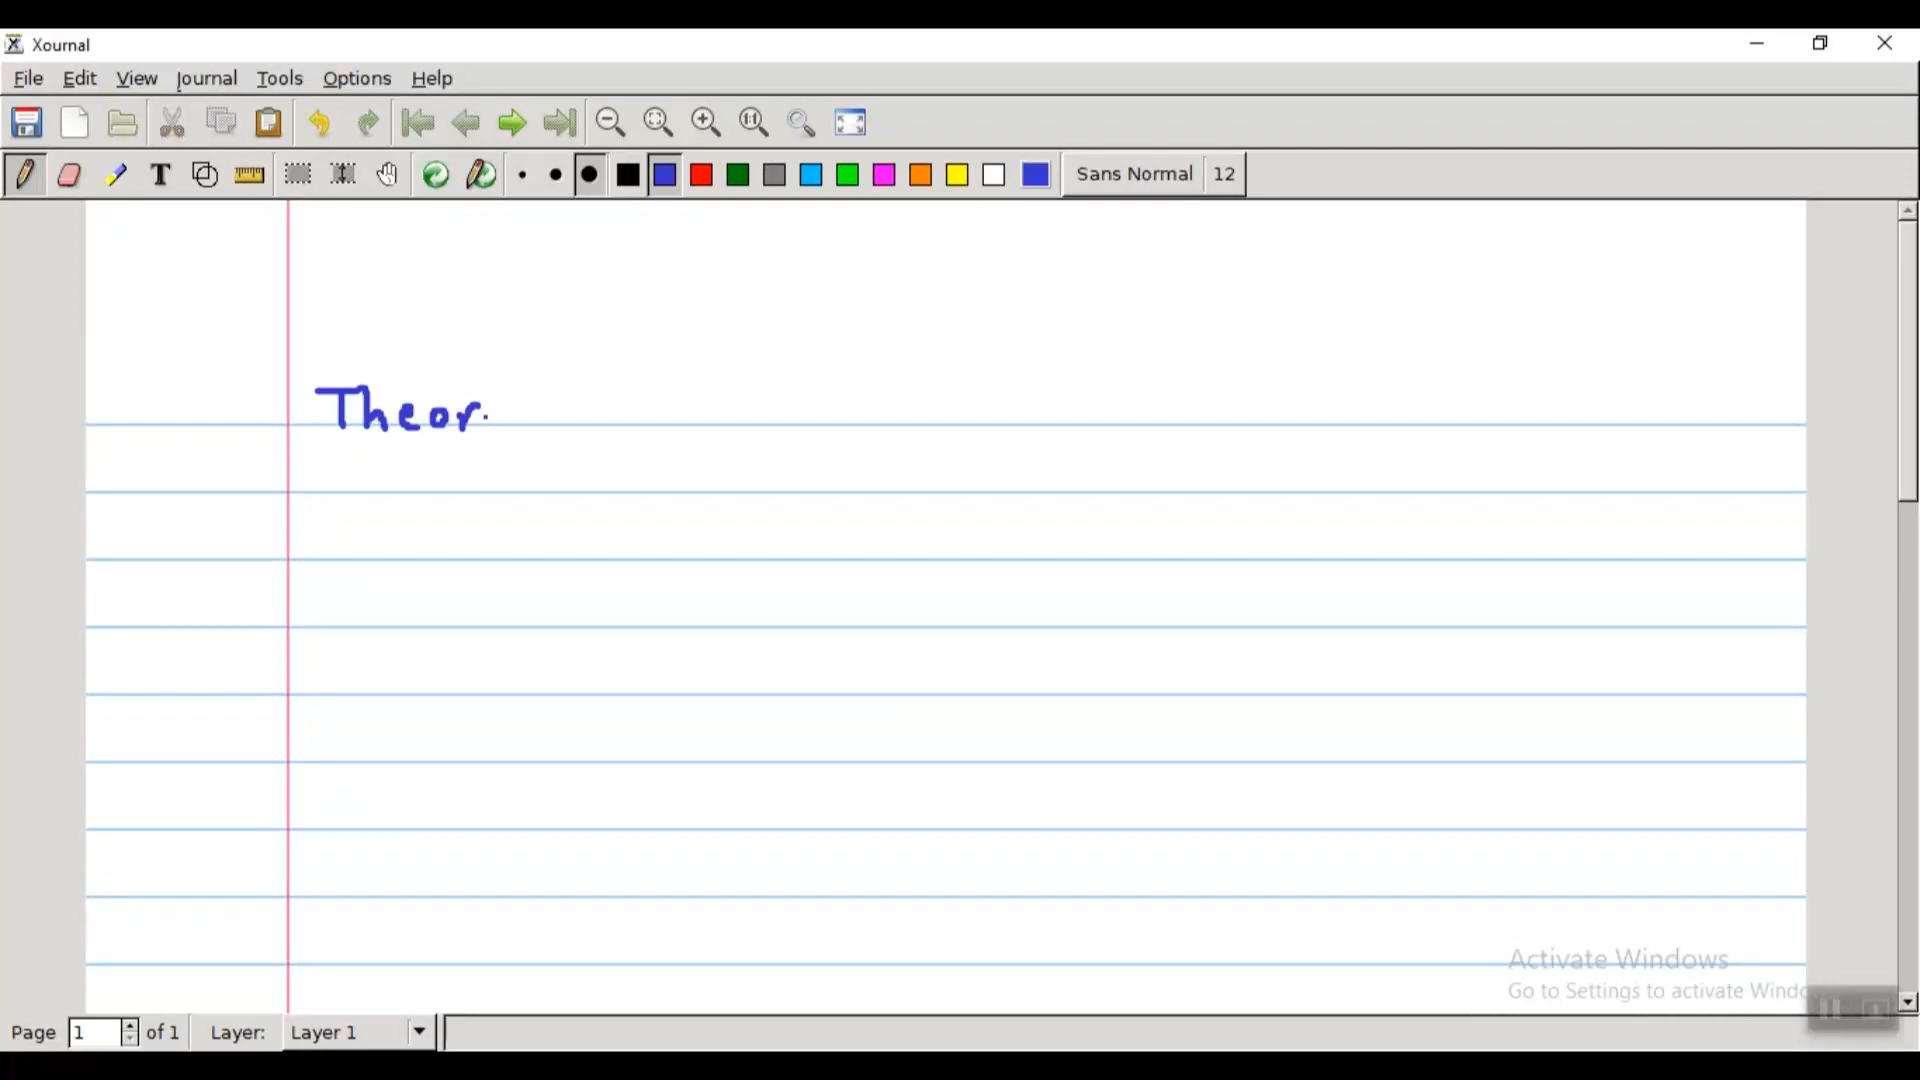 Xournal
File Edit View Journal Tools Options Help
T Sans Normal 12
Theor
Activate Windows
Go to Settings to activate Windo
Page 1 of 1 Layer: Layer 1